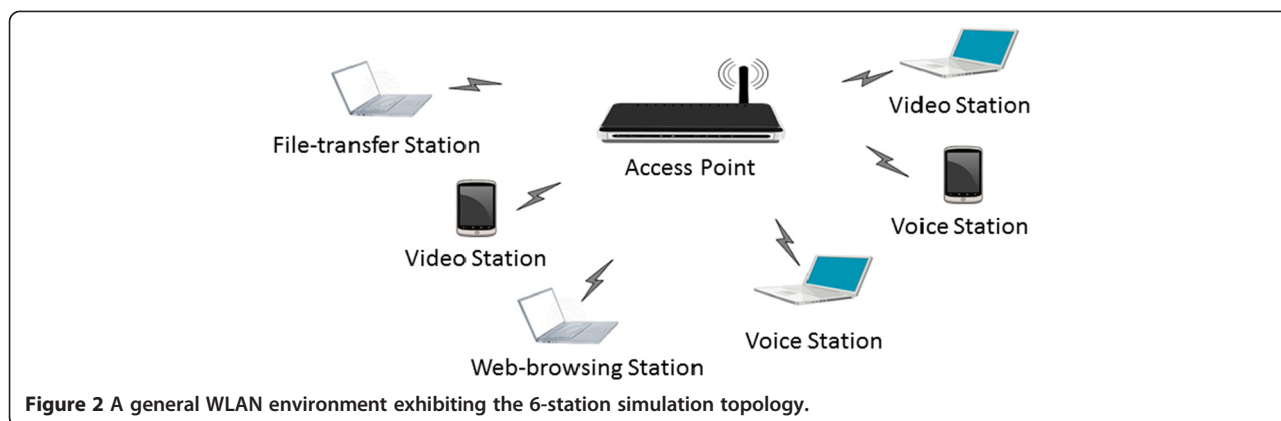 Video Station
File-transfer Station
Access Point
Voice Station
Video Station
Voice Station
Web-browsing Station
Figure 2 A general WLAN environment exhibiting the 6-station simulation topology.